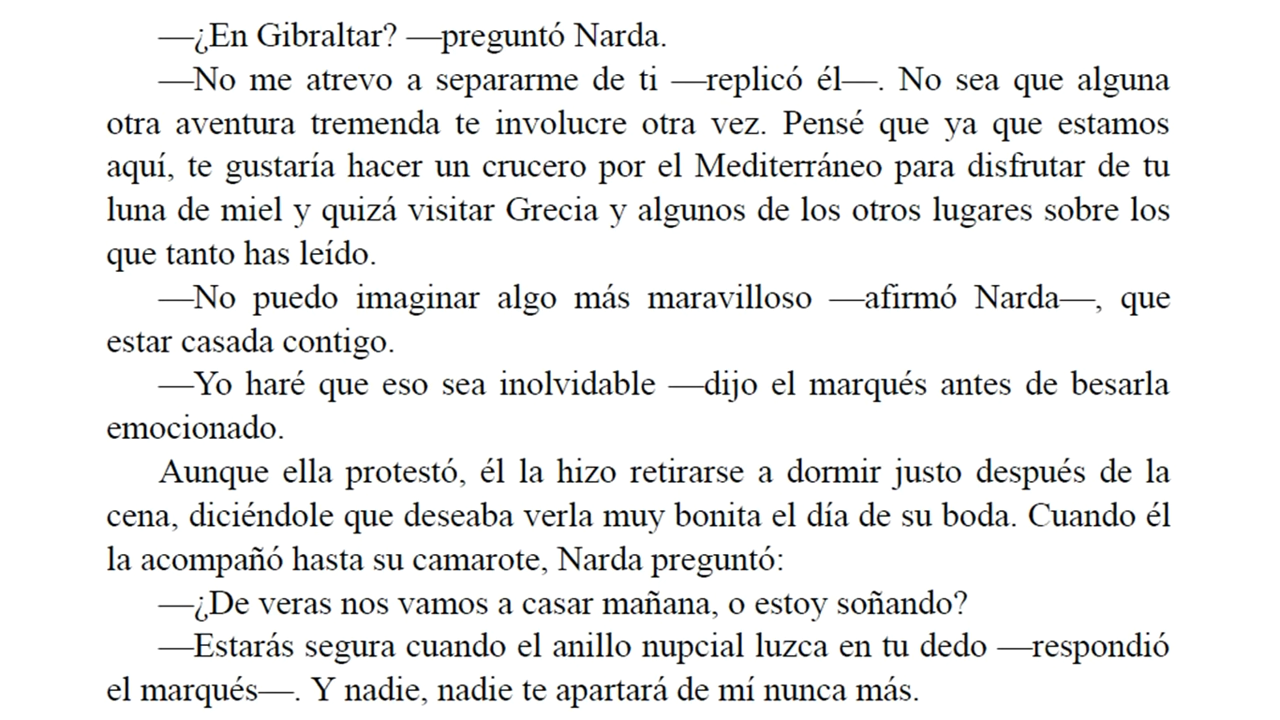 —¿En Gibraltar? —preguntó Narda.
—No me atrevo a separarme de ti —replicó él—. No sea que alguna
otra aventura tremenda te involucre otra vez. Pensé que ya que estamos
aquí, te gustaría hacer un crucero por el Mediterráneo para disfrutar de tu
luna de miel y quizá visitar Grecia y algunos de los otros lugares sobre los
que tanto has leído.
—No puedo imaginar algo más maravilloso —afirmó Narda—, que
estar casada contigo.
—Yo haré que eso sea inolvidable —dijo el marqués antes de besarla
emocionado.
Aunque ella protestó, él la hizo retirarse a dormir justo después de la
cena, diciéndole que deseaba verla muy bonita el día de su boda. Cuando él
la acompañó hasta su camarote, Narda preguntó:
—¿De veras nos vamos a casar mañana, o estoy soñando?
—Estarás segura cuando el anillo nupcial luzca en tu dedo —respondió
el marqués—. Y nadie, nadie te apartará de mí nunca más.